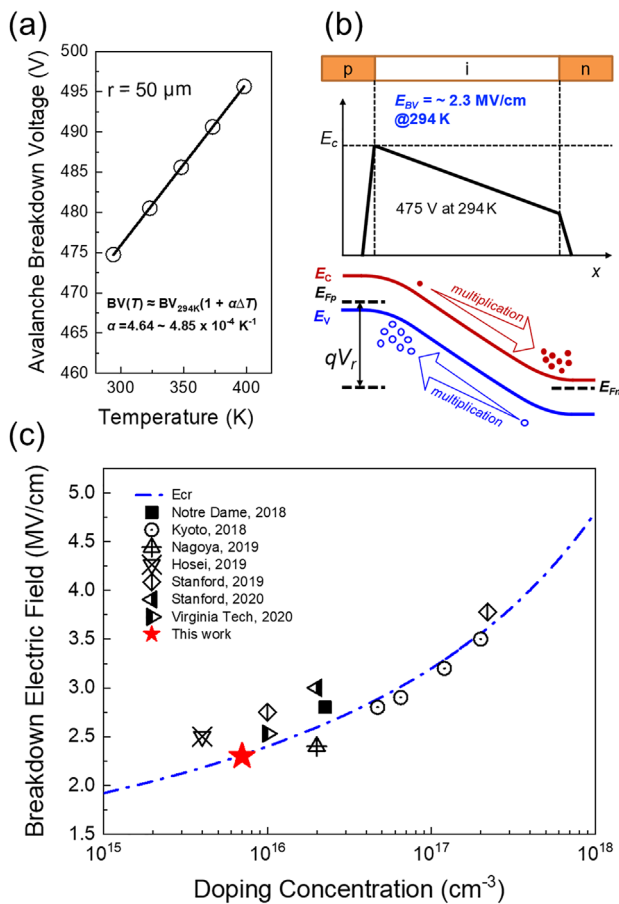 (a)
Avalanche Breakdown Voltage (V)
500
495
490
485
480
475
470
465
460
r = 50 µm
BV(T) ≈ BV294K(1 + αΔT)
α =4.64 ~ 4.85 x 10⁻⁴ K⁻¹
300 350 400
Temperature (K)
(b)
p i n
EBV = ~ 2.3 MV/cm
@294 K
Ec
475 V at 294 K
x
EC
EFp
EV
qVr
multiplication
multiplication
EFn
(c)
Breakdown Electric Field (MV/cm)
5.0
4.5
4.0
3.5
3.0
2.5
2.0
1.5
Ecr
Notre Dame, 2018
Kyoto, 2018
Nagoya, 2019
Hosei, 2019
Stanford, 2019
Stanford, 2020
Virginia Tech, 2020
This work
10¹⁵ 10¹⁶ 10¹⁷ 10¹⁸
Doping Concentration (cm⁻³)